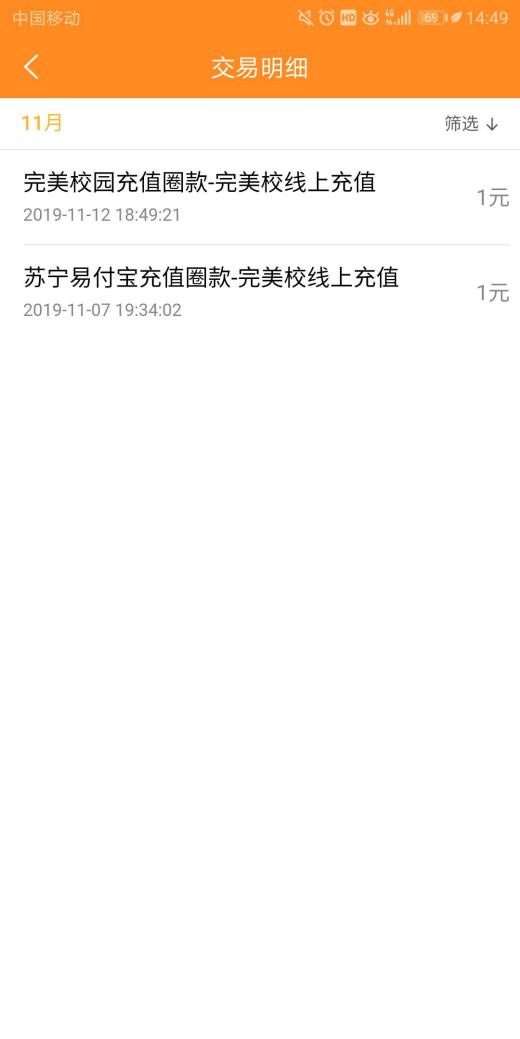 中国移动 HD 4G 69 14:49
交易明细
11月 筛选
完美校园充值圈款-完美校线上充值
1元
2019-11-12 18:49:21
苏宁易付宝充值圈款-完美校线上充值
1元
2019-11-07 19:34:02